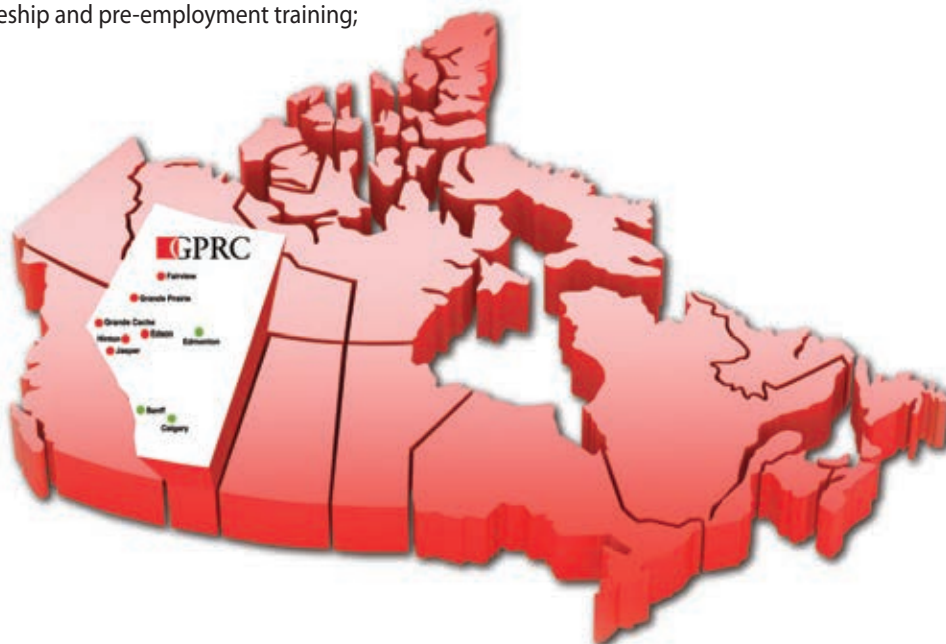 eship and pre-employment training;
GPRC
Fairview
Grande Prairie
Grande Cache
Hinton
Edson
Edmonton
Jasper
Banff
Calgary